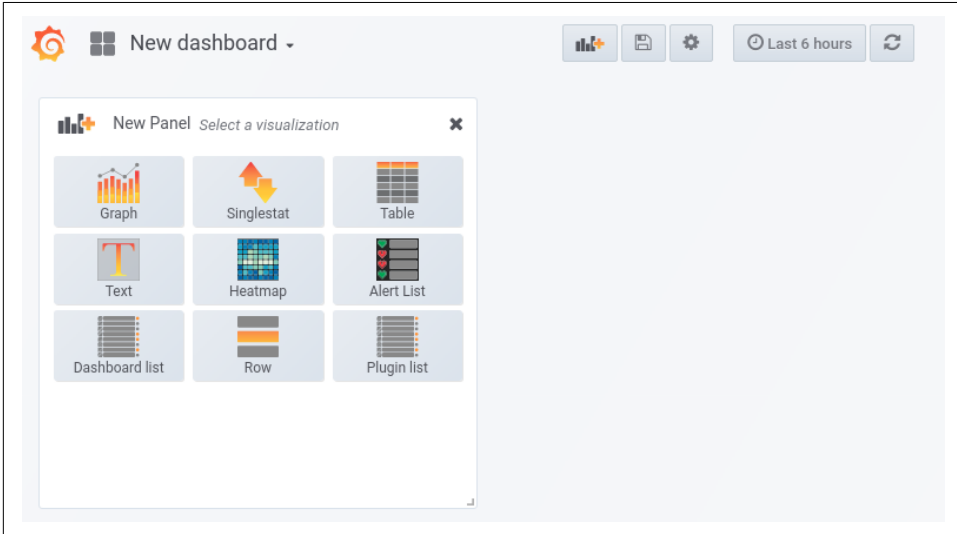 New dashboard
Last 6 hours
New Panel Select a visualization
Graph Singlestat Table
T
Text Heatmap Alert List
Dashboard list Row Plugin list